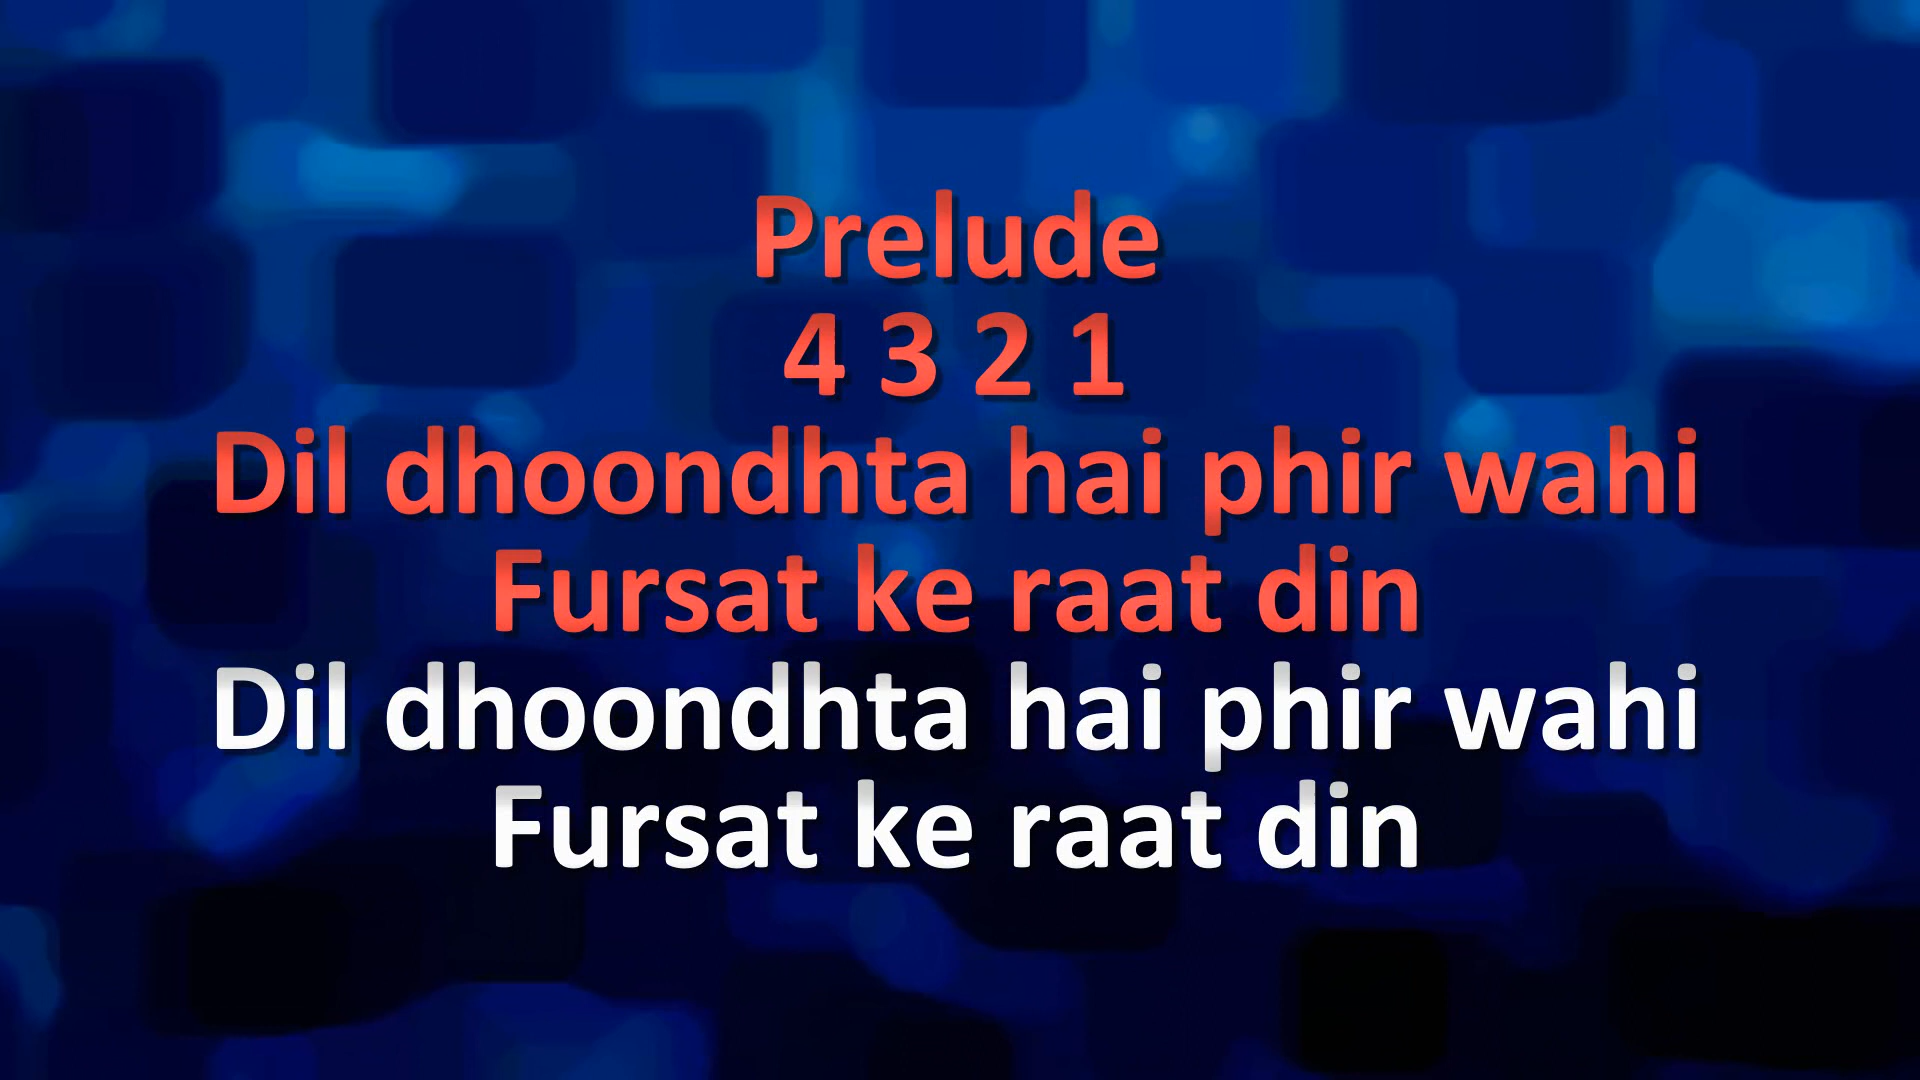 Prelude
4 3 2 1
Dil dhoondhta hai phir wahi
Fursat ke raat din
Dil dhoondhta hai phir wahi
Fursat ke raat din